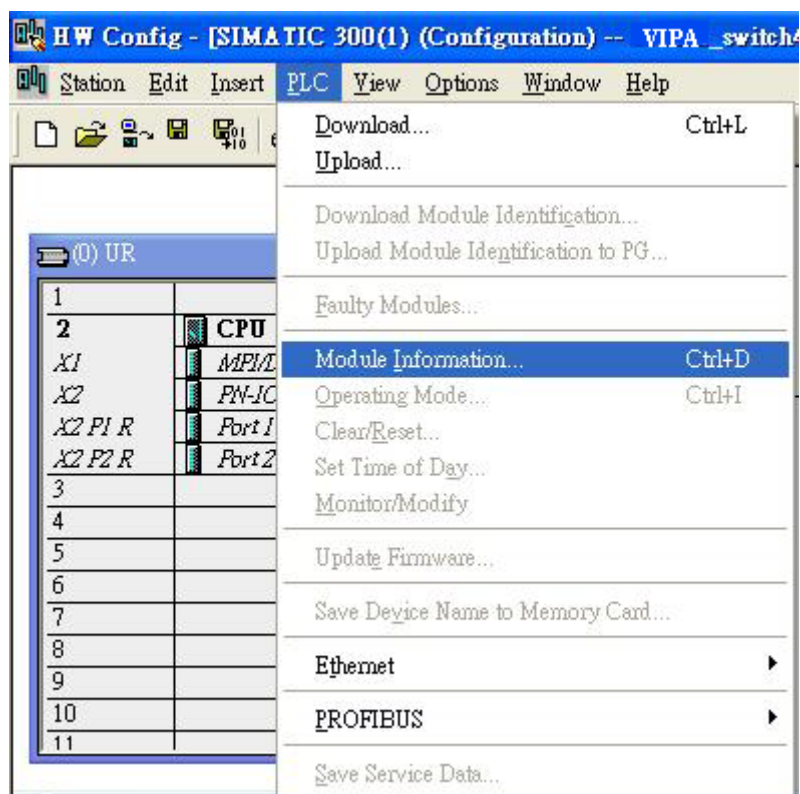 HW Config - [SIMATIC 300(1) (Configuration) -- VIPA _switch4
Station Edit Insert PLC View Options Window Help
Download... Ctrl+L
Upload...
Download Module Identification...
Upload Module Identification to PG...
Faulty Modules...
Module Information... Ctrl+D
Operating Mode... Ctrl+I
Clear/Reset...
Set Time of Day...
Monitor/Modify
Update Firmware...
Save Device Name to Memory Card...
Ethernet
PROFIBUS
Save Service Data...
(0) UR
1
2 CPU
X1 MPI/D
X2 PN-IO
X2 P1 R Port 1
X2 P2 R Port 2
3
4
5
6
7
8
9
10
11